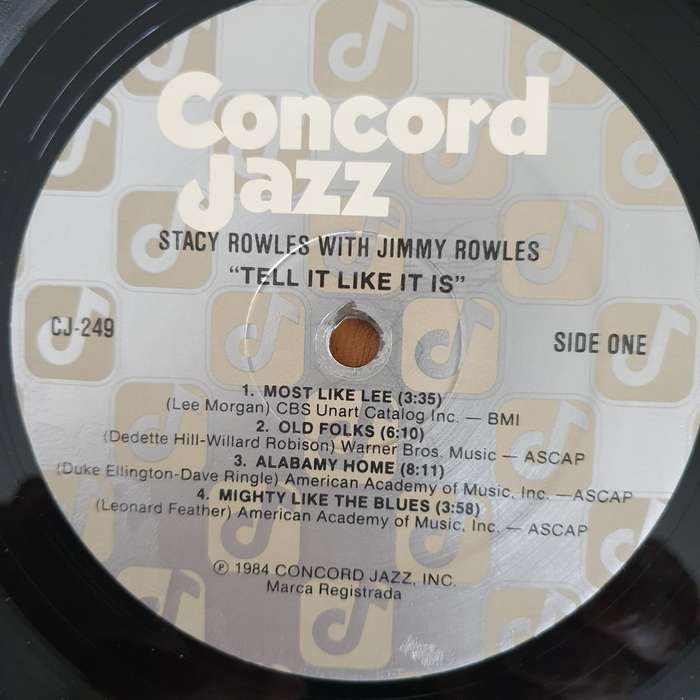 Concord
Jazz
STACY ROWLES WITH JIMMY ROWLES
“TELL IT LIKE IT IS”
CJ-249
SIDE ONE
1. MOST LIKE LEE (3:35)
(Lee Morgan) CBS Unart Catalog Inc. — BMI
2. OLD FOLKS (6:10)
(Dedette Hill-Willard Robison) Warner Bros. Music — ASCAP
3. ALABAMY HOME (8:11)
(Duke Ellington-Dave Ringle) American Academy of Music, Inc. —ASCAP
4. MIGHTY LIKE THE BLUES (3:58)
(Leonard Feather) American Academy of Music, Inc. — ASCAP
℗ 1984 CONCORD JAZZ, INC.
Marca Registrada